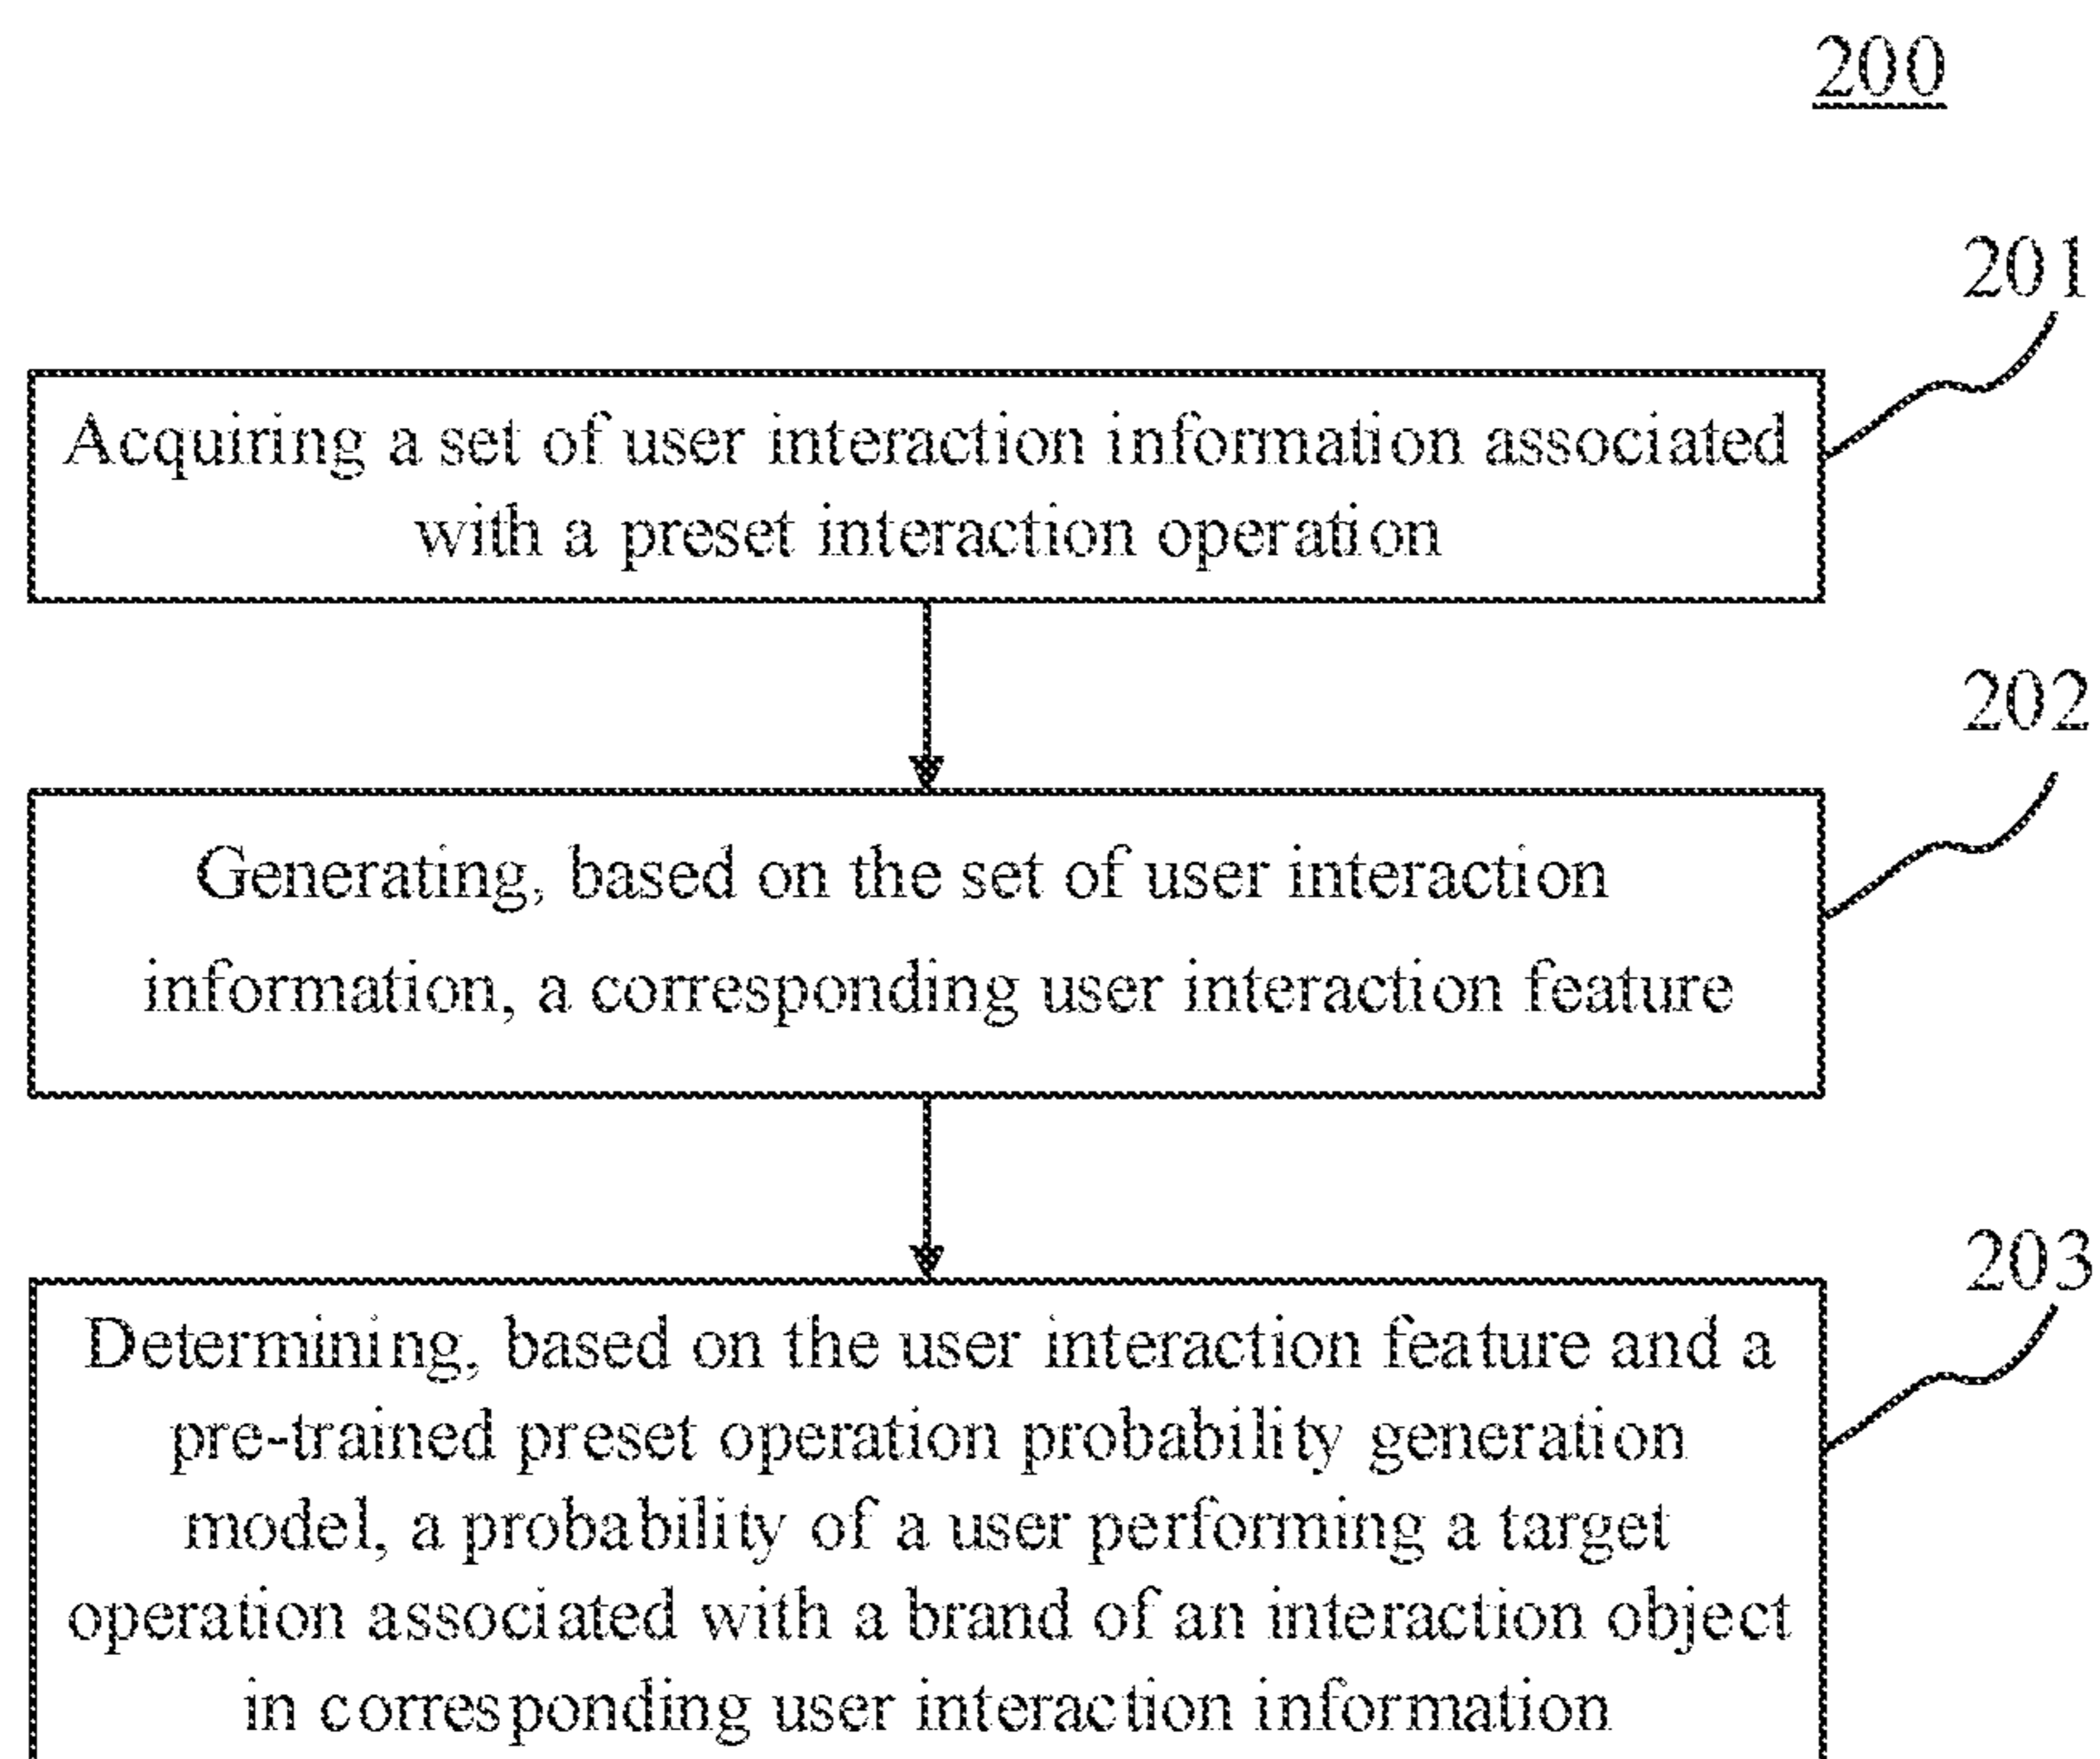 200
201
Acquiring a set of user interaction information associated
with a preset interaction operation
202
Generating, based on the set of user interaction
information, a corresponding user interaction feature
203
Determining, based on the user interaction feature and a
pre-trained preset operation probability generation
model, a probability of a user performing a target
operation associated with a brand of an interaction object
in corresponding user interaction information